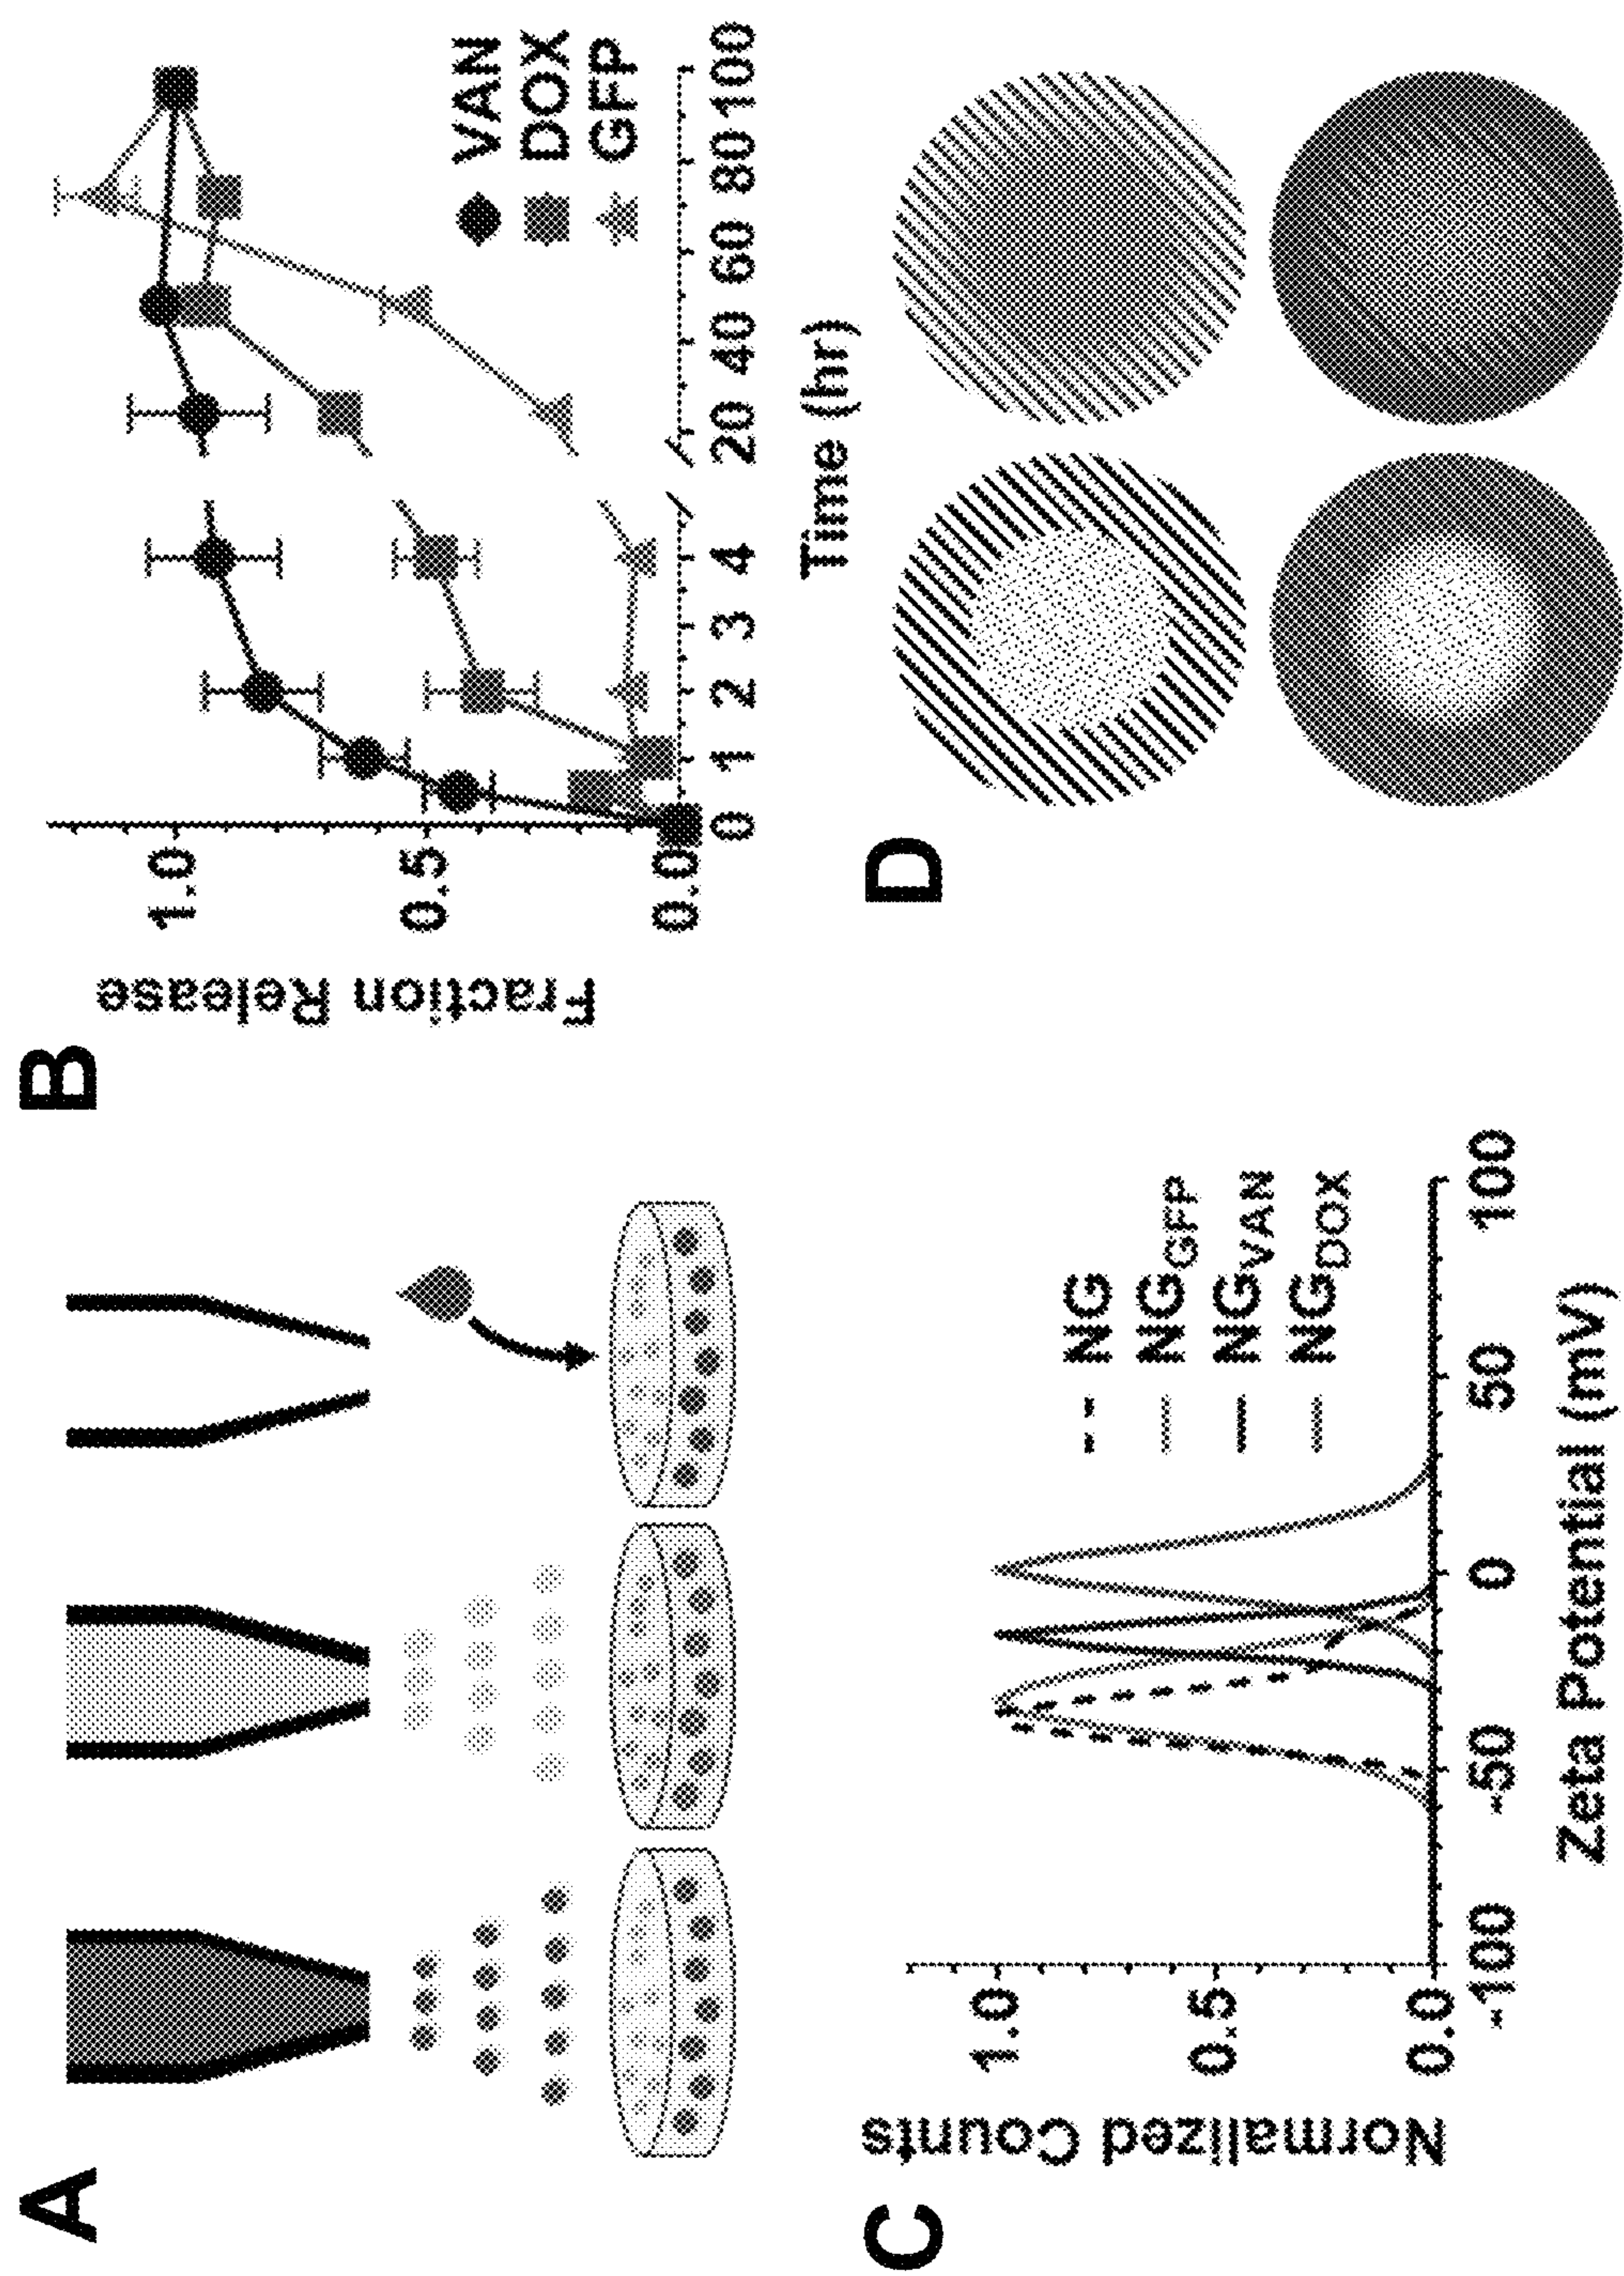 A
B
Fraction Release
1.0
0.5
0.0
0 1 2 3 4 20 40 60 80 100
Time (hr)
VAN
DOX
GFP
C
Normalized Counts
1.0
0.5
0.0
-100 -50 0 50 100
Zeta Potential (mV)
NG
NGGFP
NGVAN
NGDOX
D